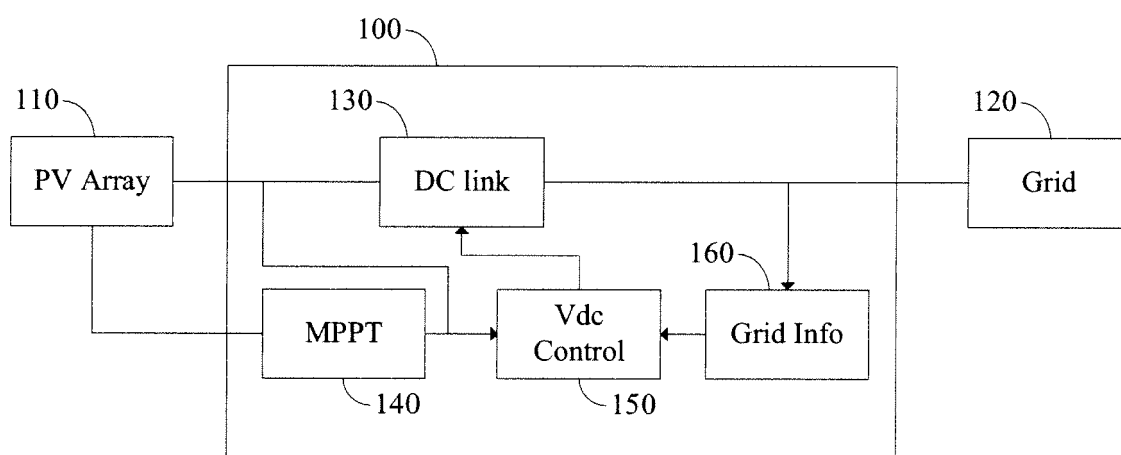 100
110
130
120
PV Array
DC link
Grid
160
MPPT
Vdc
Control
Grid Info
140
150